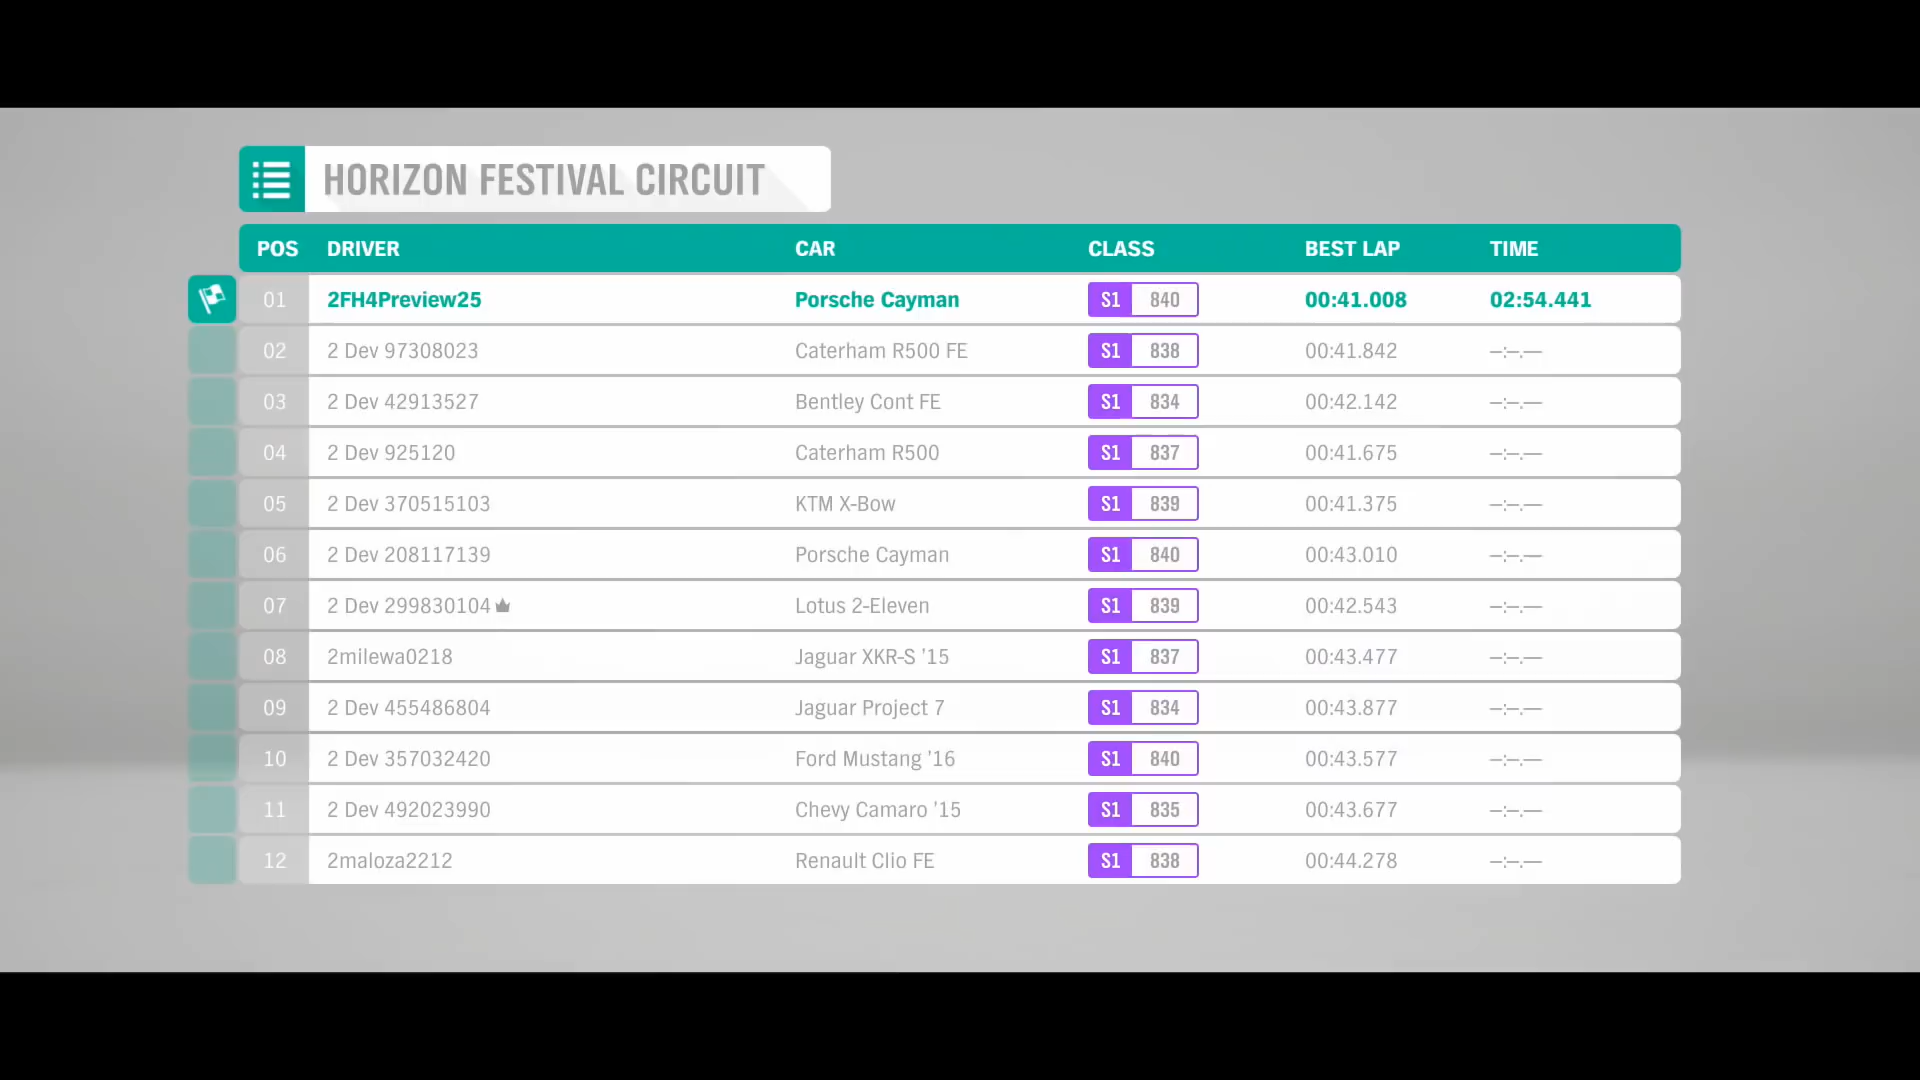 HORIZON FESTIVAL CIRCUIT
POS DRIVER CAR CLASS BEST LAP TIME
01 2FH4Preview25 Porsche Cayman S1 840 00:41.008 02:54.441
02 2 Dev 97308023 Caterham R500 FE S1 838 00:41.842 —:—.—
03 2 Dev 42913527 Bentley Cont FE S1 834 00:42.142 —:—.—
04 2 Dev 925120 Caterham R500 S1 837 00:41.675 —:—.—
05 2 Dev 370515103 KTM X-Bow S1 839 00:41.375 —:—.—
06 2 Dev 208117139 Porsche Cayman S1 840 00:43.010 —:—.—
07 2 Dev 299830104 Lotus 2-Eleven S1 839 00:42.543 —:—.—
08 2milewa0218 Jaguar XKR-S '15 S1 837 00:43.477 —:—.—
09 2 Dev 455486804 Jaguar Project 7 S1 834 00:43.877 —:—.—
10 2 Dev 357032420 Ford Mustang '16 S1 840 00:43.577 —:—.—
11 2 Dev 492023990 Chevy Camaro '15 S1 835 00:43.677 —:—.—
12 2maloza2212 Renault Clio FE S1 838 00:44.278 —:—.—